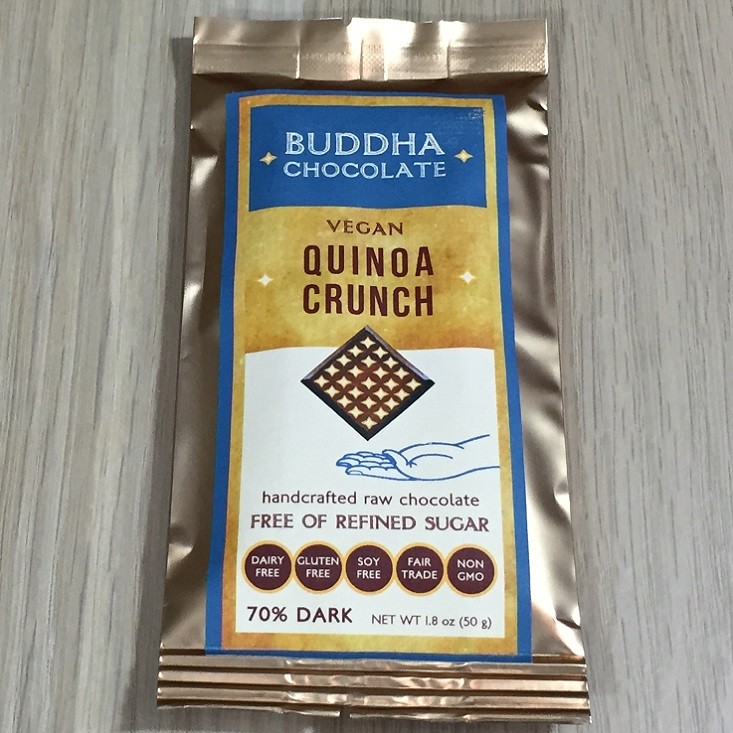 BUDDHA
CHOCOLATE
VEGAN
QUINOA
CRUNCH
handcrafted raw chocolate
FREE OF REFINED SUGAR
DAIRY FREE
GLUTEN FREE
SOY FREE
FAIR TRADE
NON GMO
70% DARK NET WT 1.8 oz (50 g)